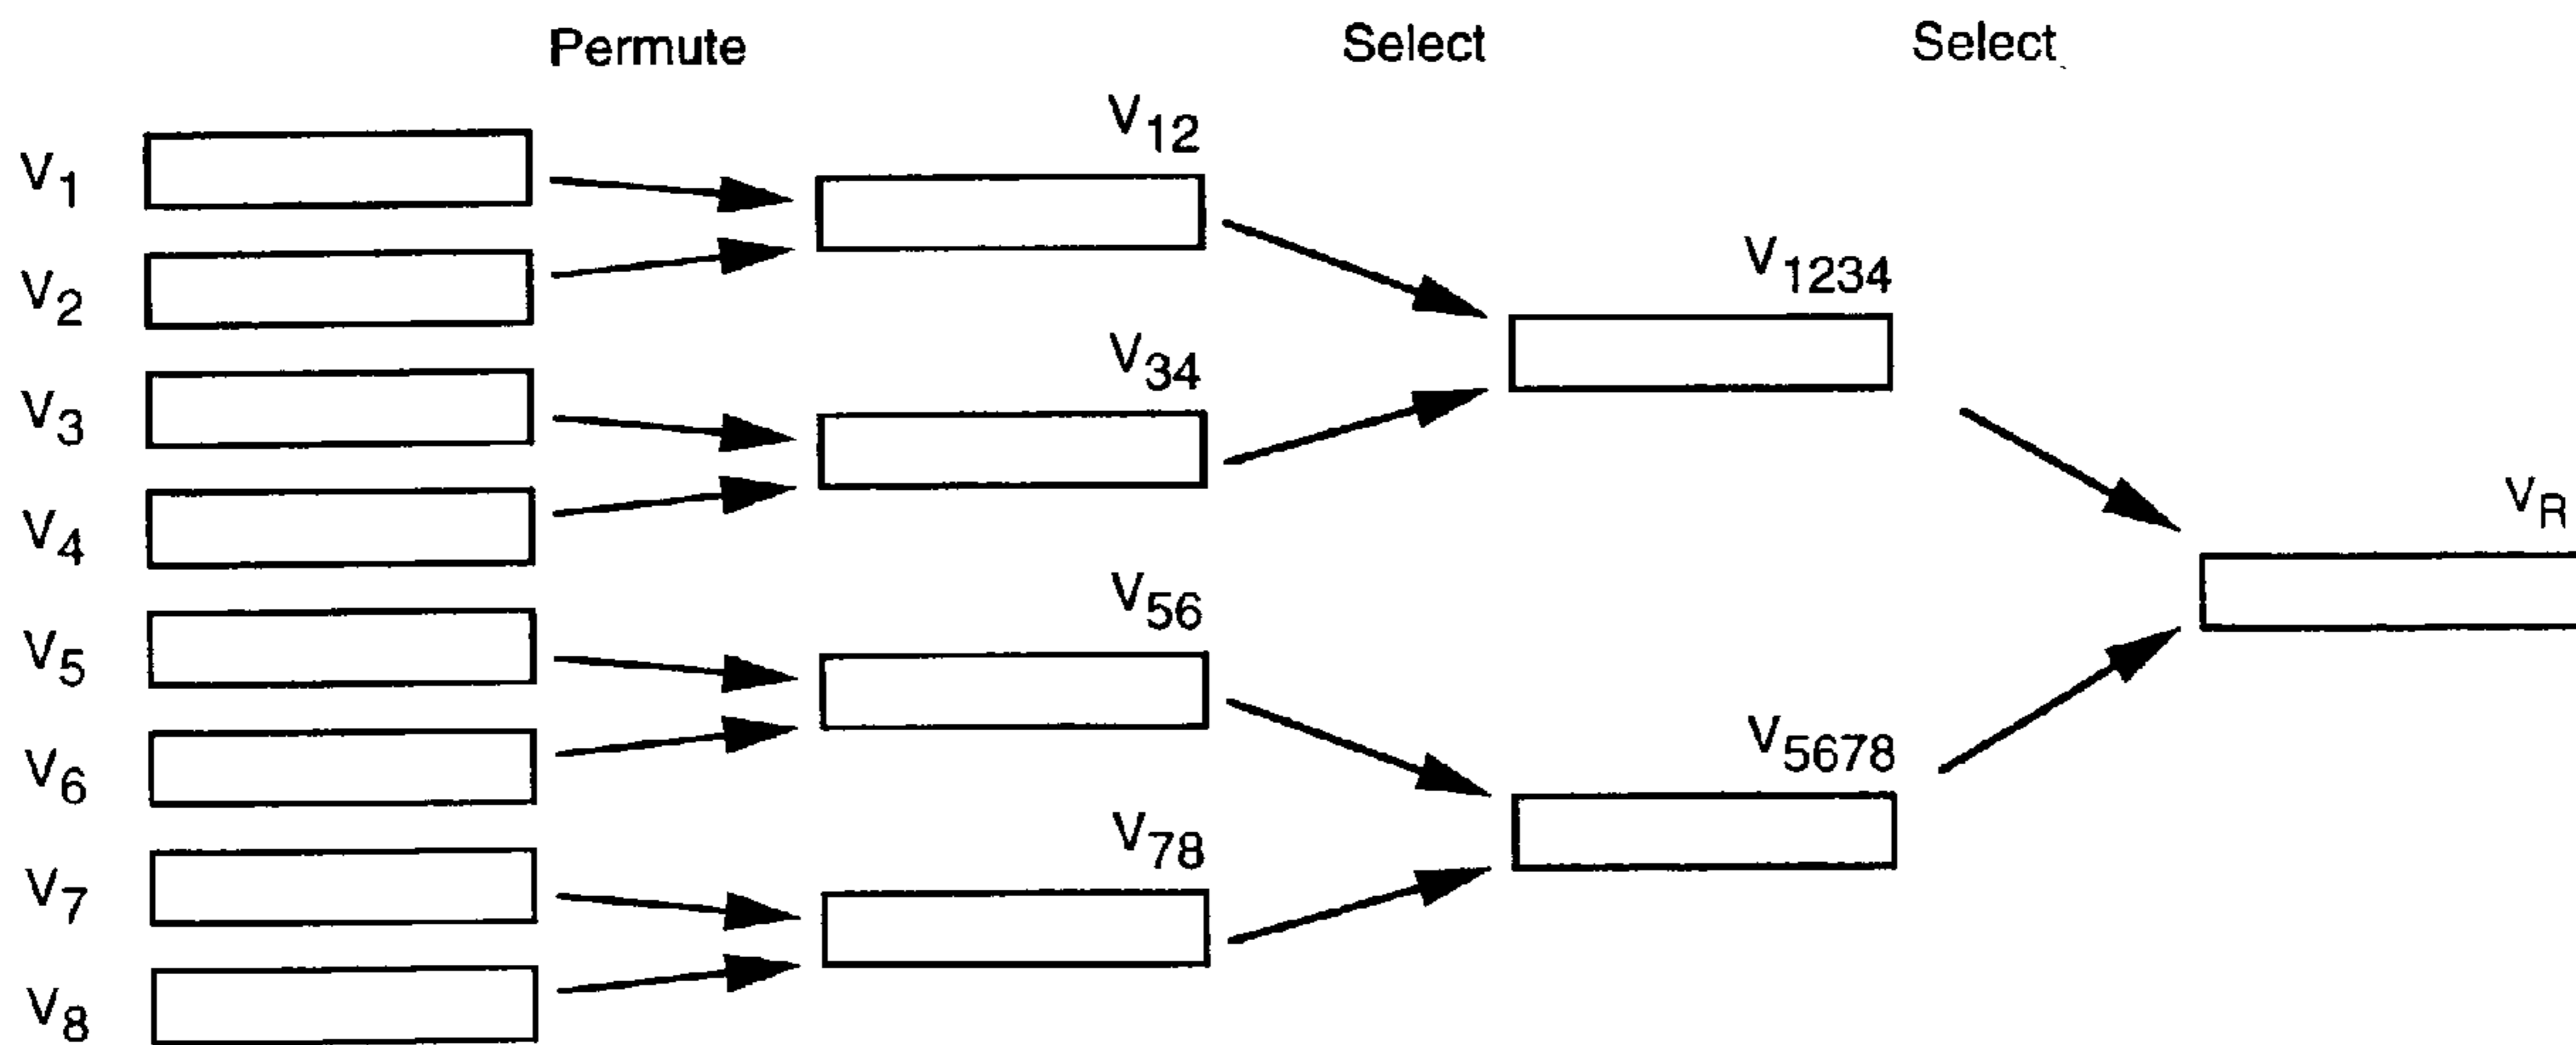 Permute Select Select
V12
V1
V2
V1234
V34
V3
V4
VR
V56
V5
V5678
V6
V78
V7
V8